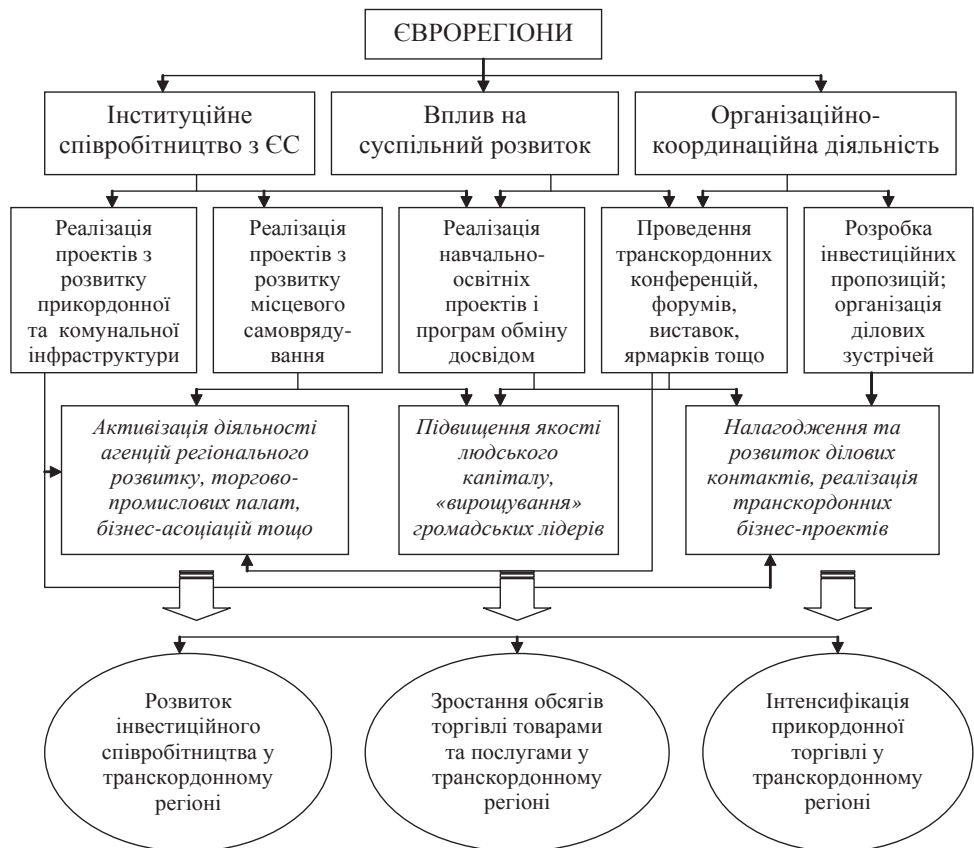 ЄВРОРЕГІОНИ
Інституційне
співробітництво з ЄС
Вплив на
суспільний розвиток
Організаційно-
координаційна діяльність
Реалізація
проектів з
розвитку
прикордонної
та комунальної
інфраструктури
Реалізація
проектів з
розвитку
місцевого
самовряду-
вання
Реалізація
навчально-
освітніх
проектів і
програм обміну
досвідом
Проведення
транскордонних
конференцій,
форумів,
виставок,
ярмарків тощо
Розробка
інвестиційних
пропозицій;
організація
ділових
зустрічей
Активізація діяльності
агенцій регіонального
розвитку, торгово-
промислових палат,
бізнес-асоціацій тощо
Підвищення якості
людського
капіталу,
«вирощування»
громадських лідерів
Налагодження та
розвиток ділових
контактів, реалізація
транскордонних
бізнес-проектів
Розвиток
інвестиційного
співробітництва у
транскордонному
регіоні
Зростання обсягів
торгівлі товарами
та послугами у
транскордонному
регіоні
Інтенсифікація
прикордонної
торгівлі у
транскордонному
регіоні